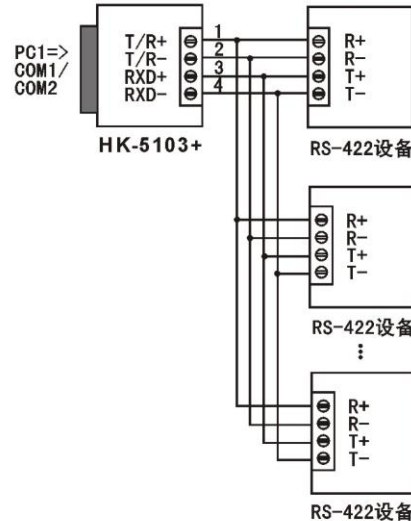 PC1=>
COM1/
COM2
T/R+
T/R-
RXD+
RXD-
1
2
3
4
HK-5103+
R+
R-
T+
T-
RS-422设备
R+
R-
T+
T-
RS-422设备
R+
R-
T+
T-
RS-422设备